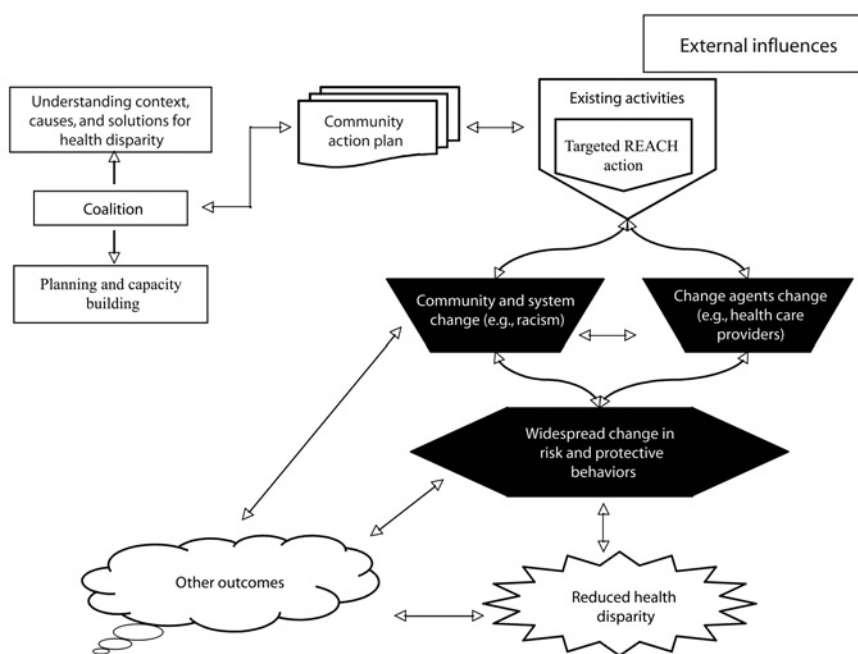 External influences
Understanding context,
causes, and solutions for
health disparity
Community
action plan
Existing activities
Targeted REACH
action
Coalition
Planning and capacity
building
Community and system
change (e.g., racism)
Change agents change
(e.g., health care
providers)
Widespread change in
risk and protective
behaviors
Other outcomes
Reduced health
disparity